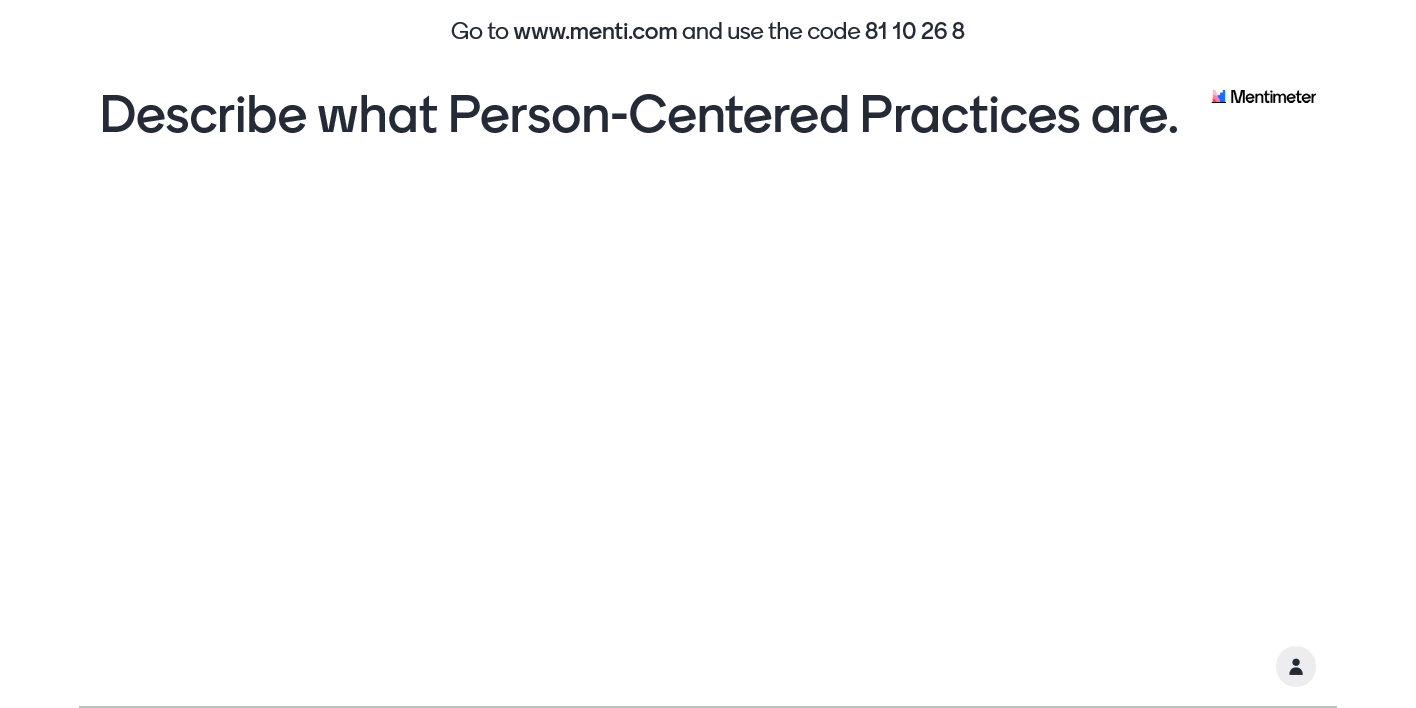 Go to www.menti.com and use the code 81 10 26 8
Describe what Person-Centered Practices are.
Mentimeter